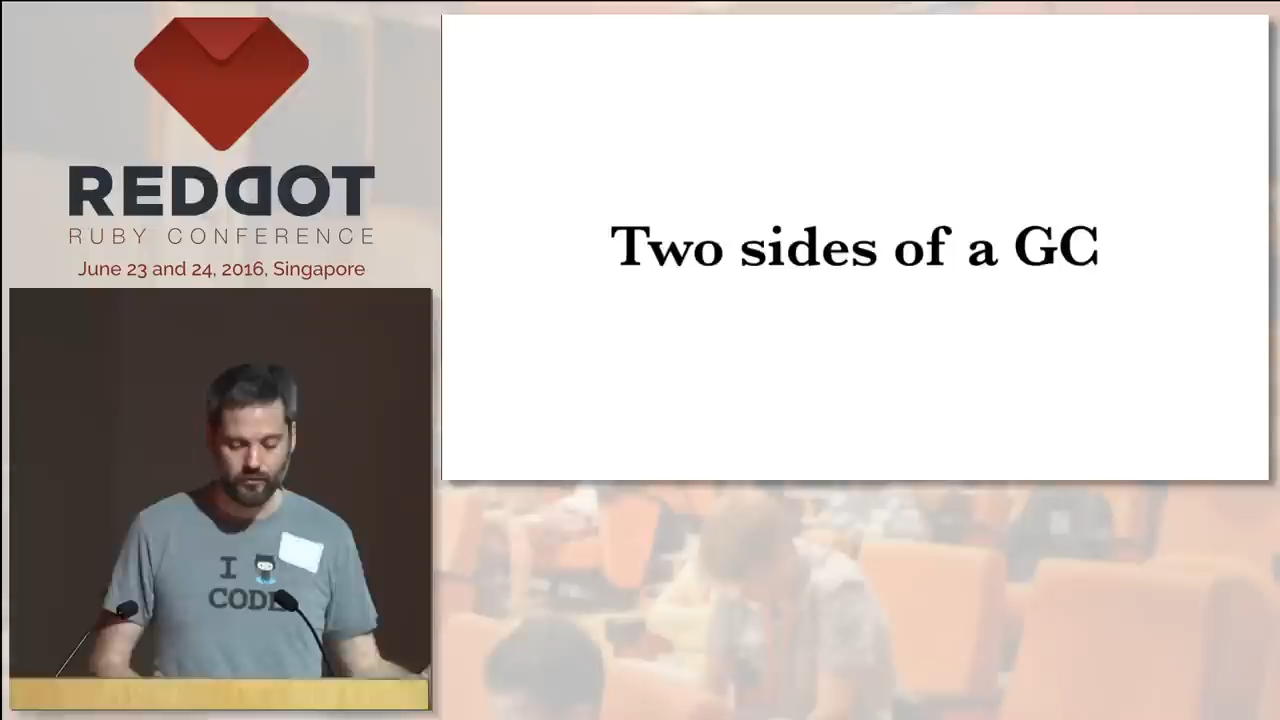 REDDOT
RUBY CONFERENCE
June 23 and 24, 2016, Singapore
Two sides of a GC
I
CODE